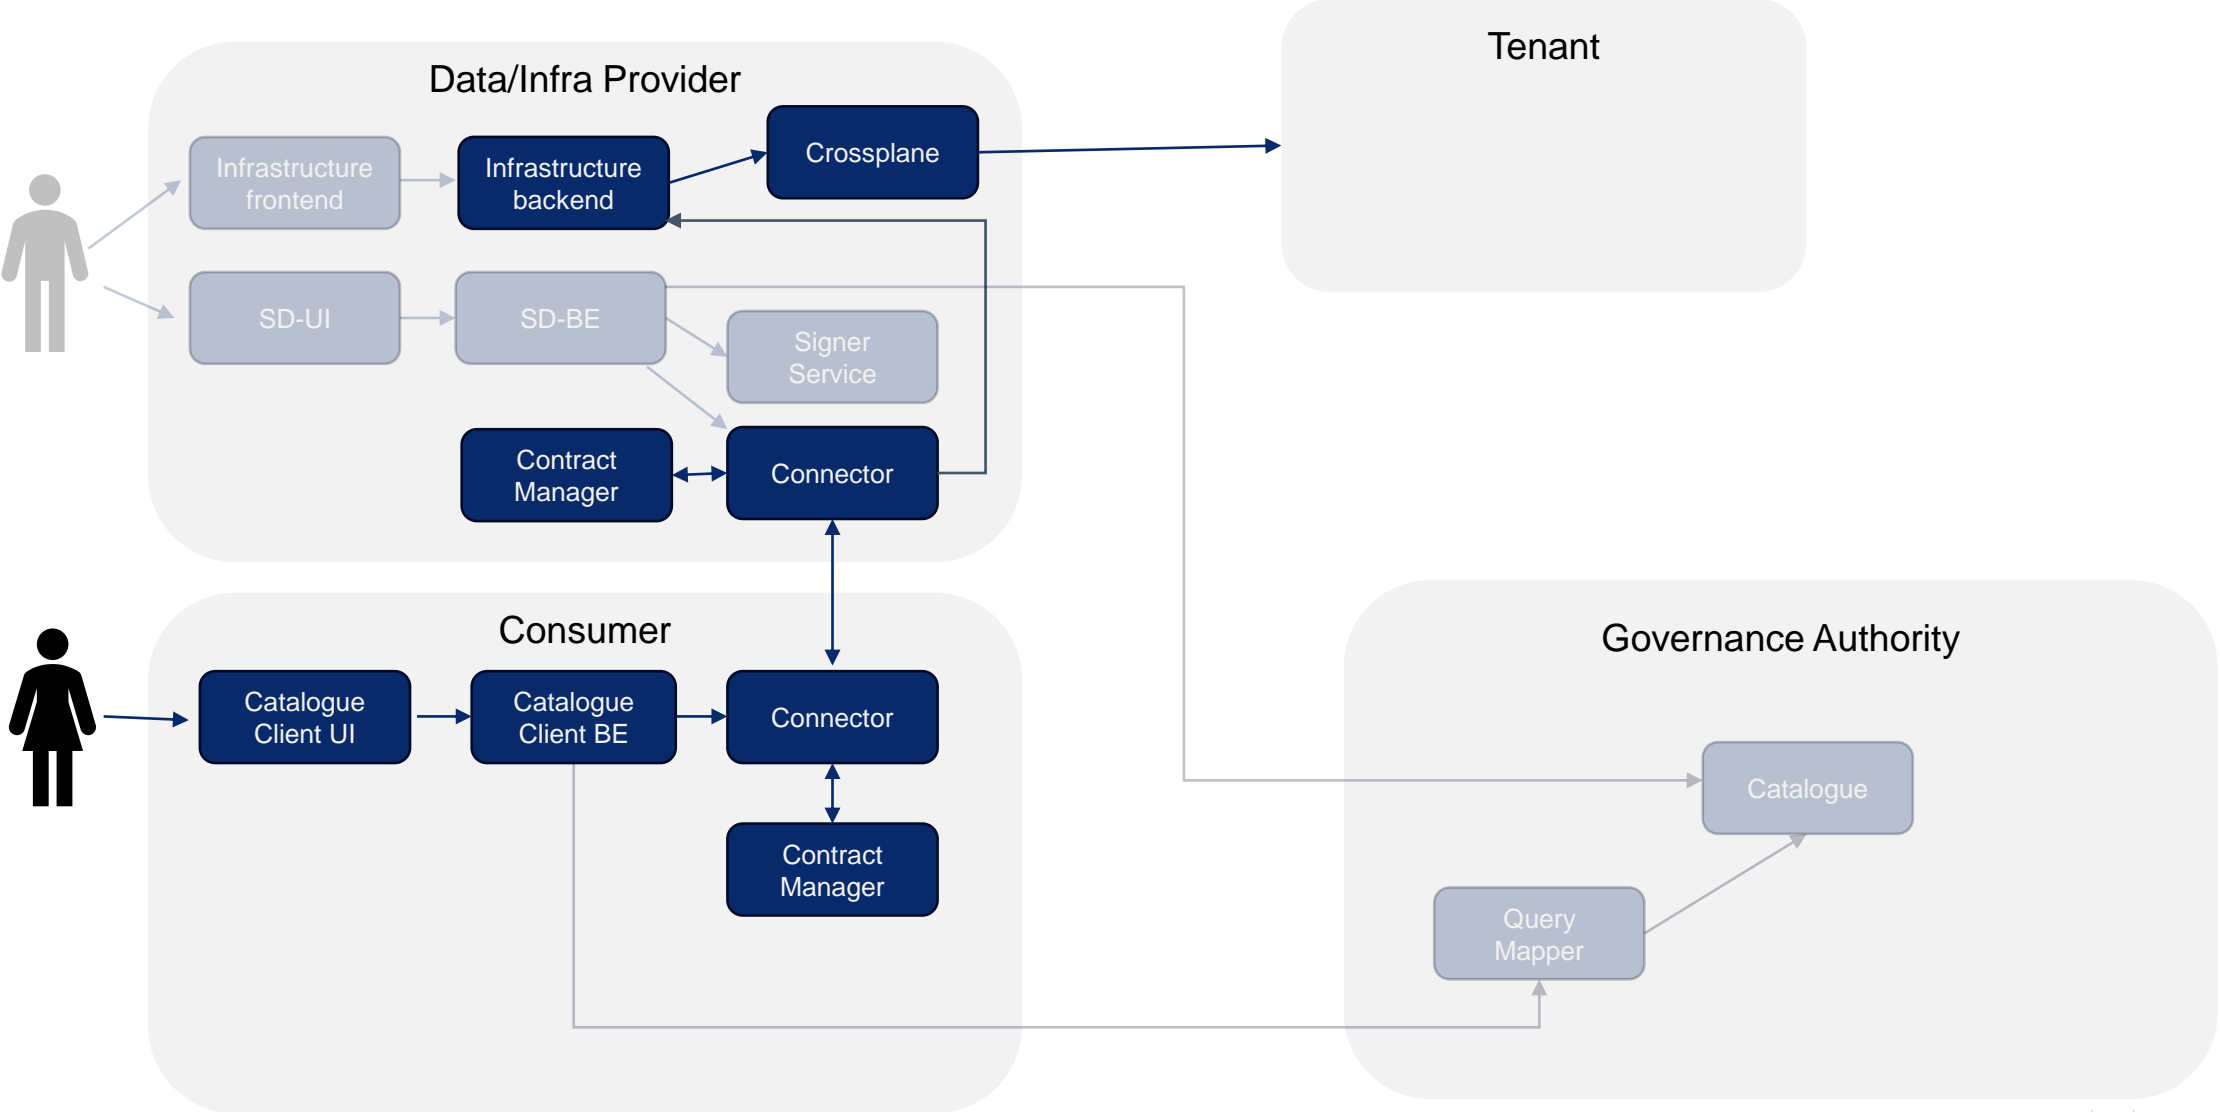 Tenant
Data/Infra Provider
Crossplane
Infrastructure
frontend
Infrastructure
backend
SD-UI
SD-BE
Signer
Service
Contract
Manager
Connector
Consumer
Governance Authority
Catalogue
Client UI
Catalogue
Client BE
Connector
Catalogue
Contract
Manager
Query
Mapper